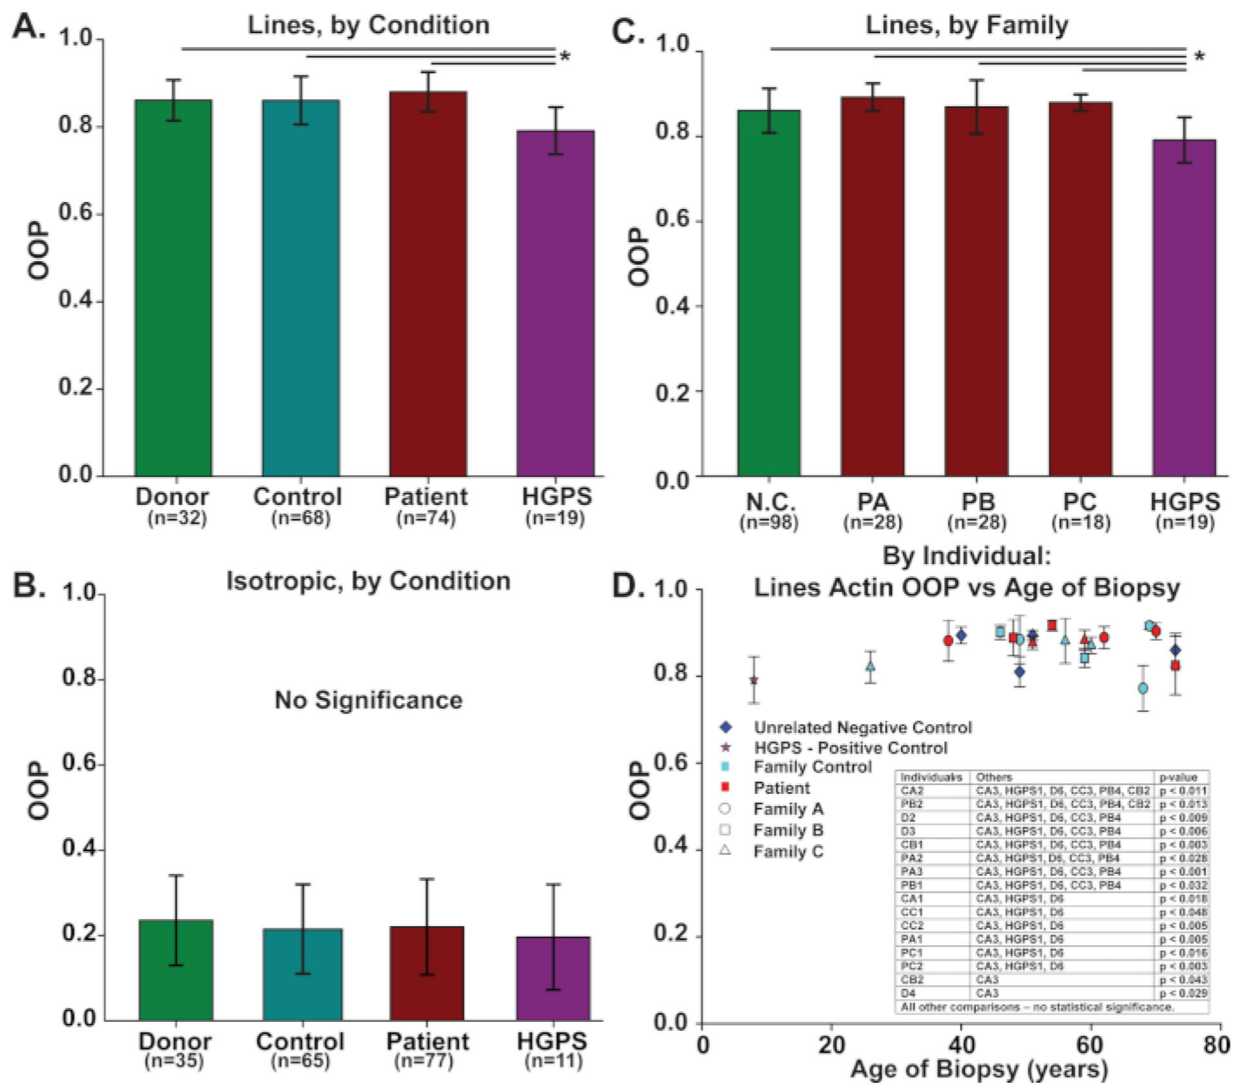 A.
Lines, by Condition
1.0
0.8
0.6
0.4
0.2
0.0
OOP
*
Donor Control Patient HGPS
(n=32) (n=68) (n=74) (n=19)
C.
Lines, by Family
1.0
0.8
0.6
0.4
0.2
0.0
OOP
*
N.C. PA PB PC HGPS
(n=98) (n=28) (n=28) (n=18) (n=19)
B.
Isotropic, by Condition
1.0
0.8
0.6
0.4
0.2
0.0
OOP
No Significance
Donor Control Patient HGPS
(n=35) (n=65) (n=77) (n=11)
D.
By Individual:
Lines Actin OOP vs Age of Biopsy
1.0
0.8
0.6
0.4
0.2
0.0
OOP
Unrelated Negative Control
HGPS - Positive Control
Family Control
Patient
Family A
Family B
Family C
Individuals Others p-value
CA2 CA3, HGPS1, D6, CC3, PB4, CB2 p < 0.011
PB2 CA3, HGPS1, D6, CC3, PB4, CB2 p < 0.013
D2 CA3, HGPS1, D6, CC3, PB4 p < 0.009
D3 CA3, HGPS1, D6, CC3, PB4 p < 0.006
CB1 CA3, HGPS1, D6, CC3, PB4 p < 0.003
PA2 CA3, HGPS1, D6, CC3, PB4 p < 0.028
PA3 CA3, HGPS1, D6, CC3, PB4 p < 0.001
PB1 CA3, HGPS1, D6, CC3, PB4 p < 0.032
CA1 CA3, HGPS1, D6 p < 0.018
CC1 CA3, HGPS1, D6 p < 0.048
CC2 CA3, HGPS1, D6 p < 0.005
PA1 CA3, HGPS1, D6 p < 0.005
PC1 CA3, HGPS1, D6 p < 0.016
PC2 CA3, HGPS1, D6 p < 0.003
CB2 CA3 p < 0.043
D4 CA3 p < 0.029
All other comparisons – no statistical significance.
0 20 40 60 80
Age of Biopsy (years)